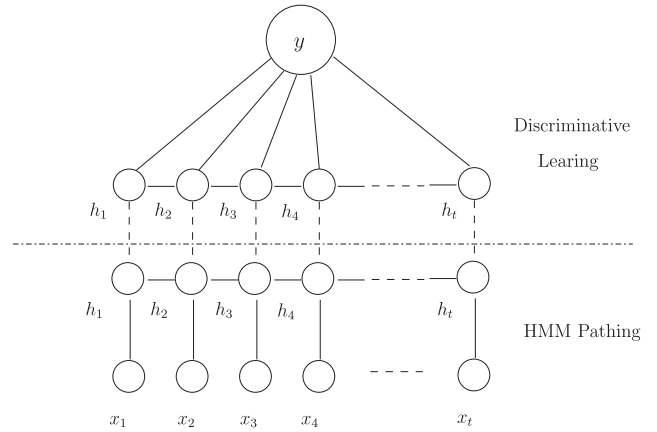 y
Discriminative
Learing
h1 h2 h3 h4 ht
h1 h2 h3 h4 ht
HMM Pathing
x1 x2 x3 x4 xt